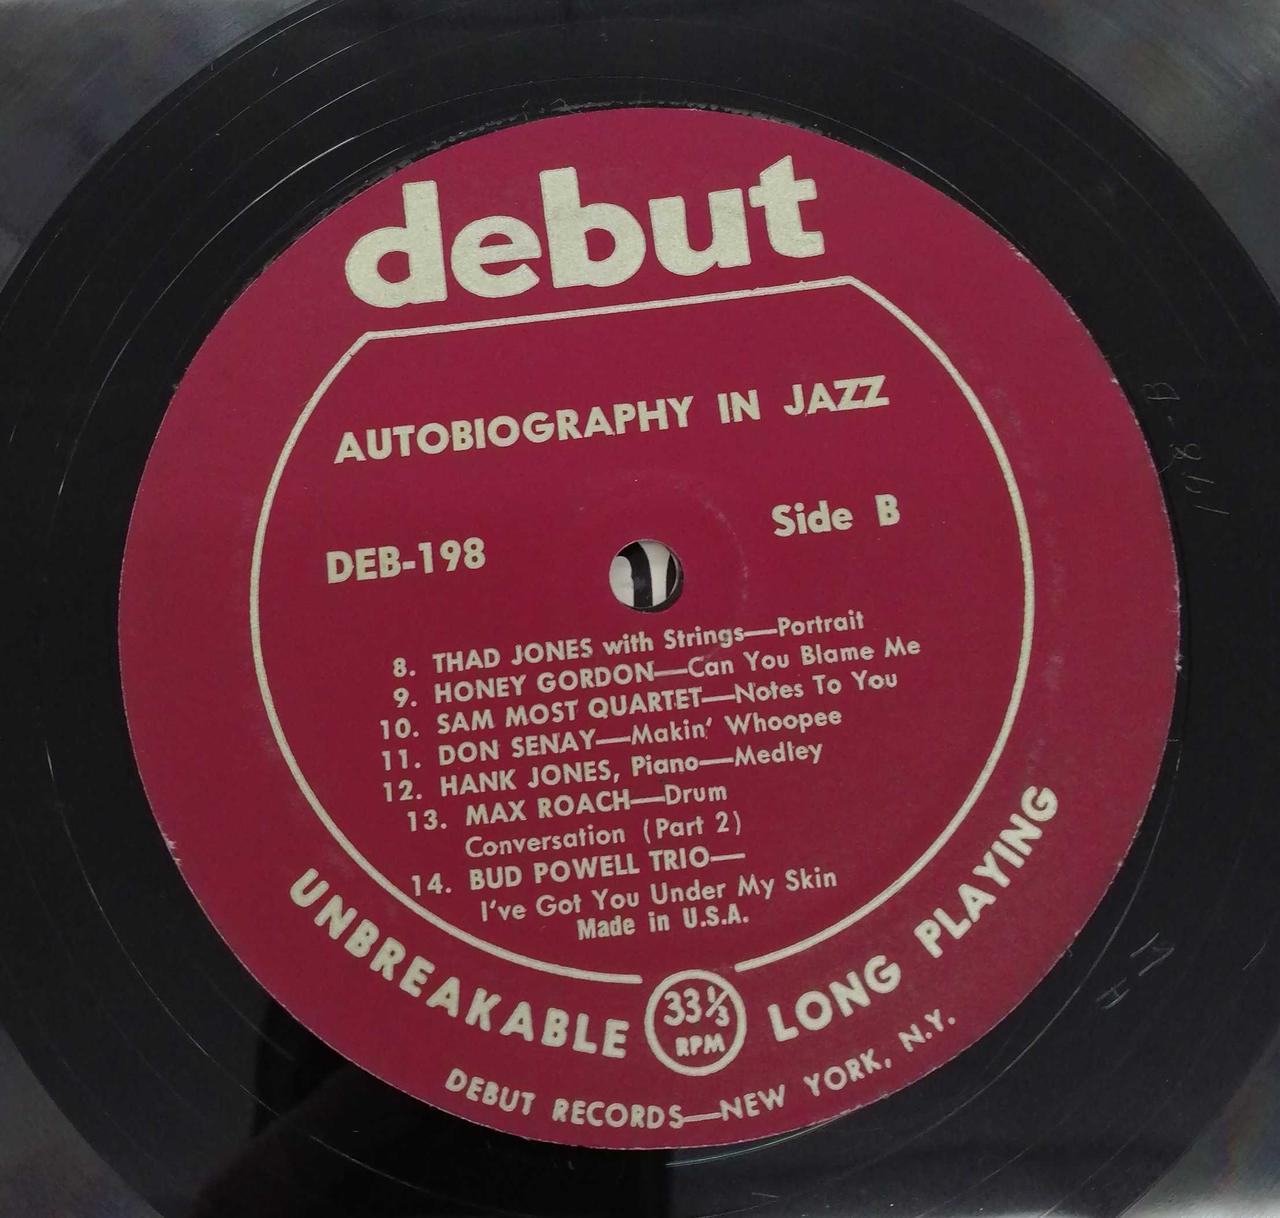 debut
AUTOBIOGRAPHY IN JAZZ
DEB-198
Side B
8. THAD JONES with Strings—Portrait
9. HONEY GORDON—Can You Blame Me
10. SAM MOST QUARTET—Notes To You
11. DON SENAY—Makin' Whoopee
12. HANK JONES, Piano—Medley
13. MAX ROACH—Drum
Conversation (Part 2)
14. BUD POWELL TRIO—
I've Got You Under My Skin
Made in U.S.A.
UNBREAKABLE
33⅓
RPM
LONG PLAYING
DEBUT RECORDS—NEW YORK, N.Y.